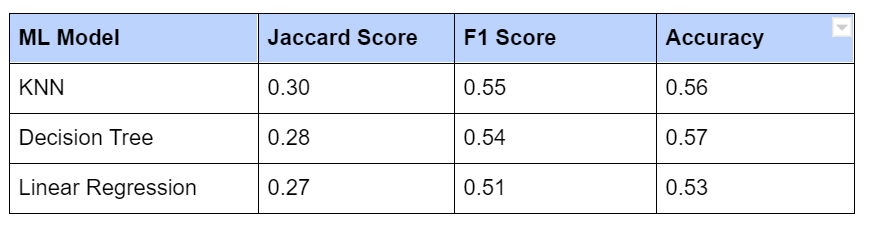 ML Model Jaccard Score F1 Score Accuracy
KNN 0.30 0.55 0.56
Decision Tree 0.28 0.54 0.57
Linear Regression 0.27 0.51 0.53